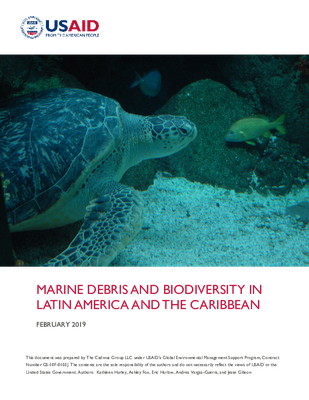 USAID
FROM THE AMERICAN PEOPLE
MARINE DEBRIS AND BIODIVERSITY IN
LATIN AMERICA AND THE CARIBBEAN
FEBRUARY 2019
This document was prepared by The Cadmus Group LLC under USAID's Global Environmental Management Support Program, Contract
Number GS-10F-0105J. The contents are the sole responsibility of the authors and do not necessarily reflect the views of USAID or the
United States Government. Authors: Kathleen Hurley, Ashley Fox, Eric Harlow, Andrea Vargas-Guerra, and Jesse Gibson